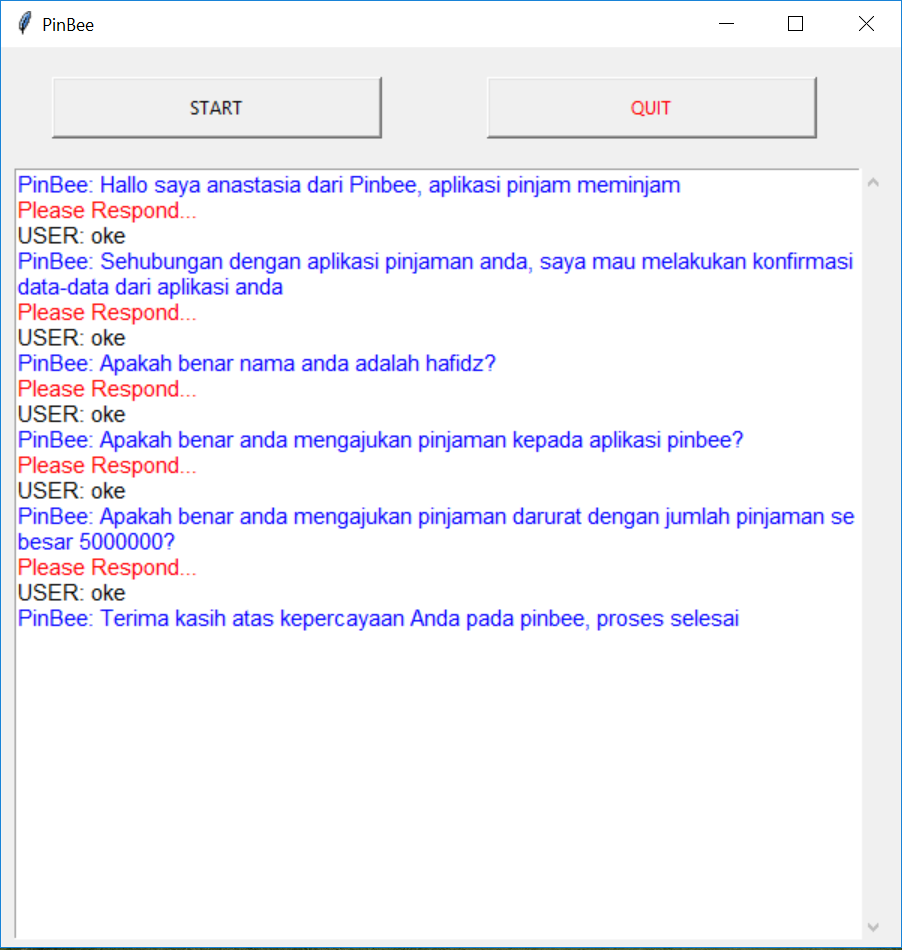 PinBee
START
QUIT
PinBee: Hallo saya anastasia dari Pinbee, aplikasi pinjam meminjam
Please Respond...
USER: oke
PinBee: Sehubungan dengan aplikasi pinjaman anda, saya mau melakukan konfirmasi
data-data dari aplikasi anda
Please Respond...
USER: oke
PinBee: Apakah benar nama anda adalah hafidz?
Please Respond...
USER: oke
PinBee: Apakah benar anda mengajukan pinjaman kepada aplikasi pinbee?
Please Respond...
USER: oke
PinBee: Apakah benar anda mengajukan pinjaman darurat dengan jumlah pinjaman se
besar 5000000?
Please Respond...
USER: oke
PinBee: Terima kasih atas kepercayaan Anda pada pinbee, proses selesai